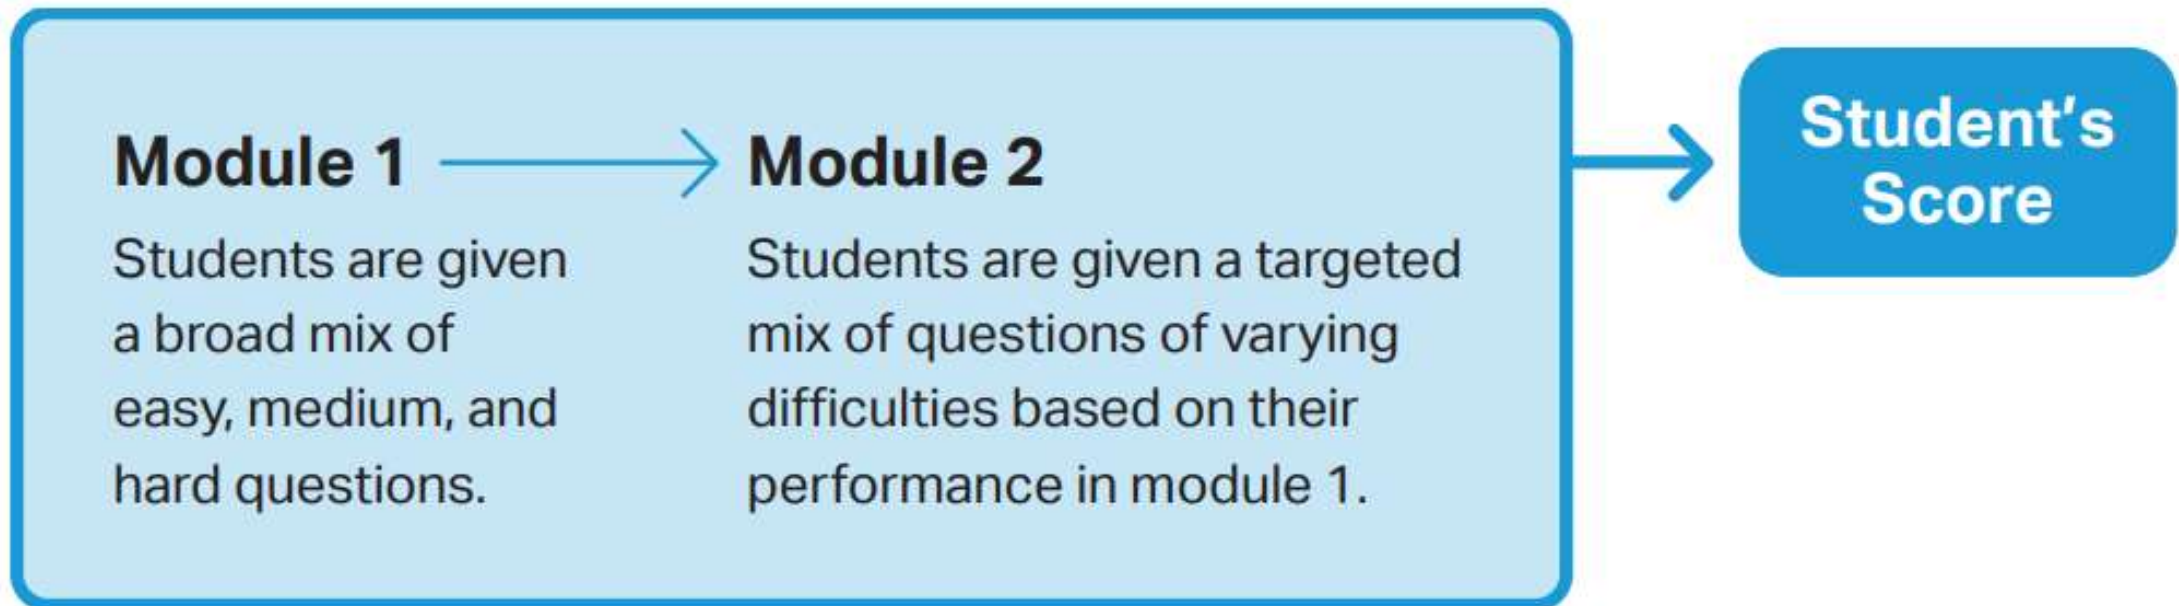 Module 1
Students are given
a broad mix of
easy, medium, and
hard questions.
Module 2
Students are given a targeted
mix of questions of varying
difficulties based on their
performance in module 1.
Student's
Score